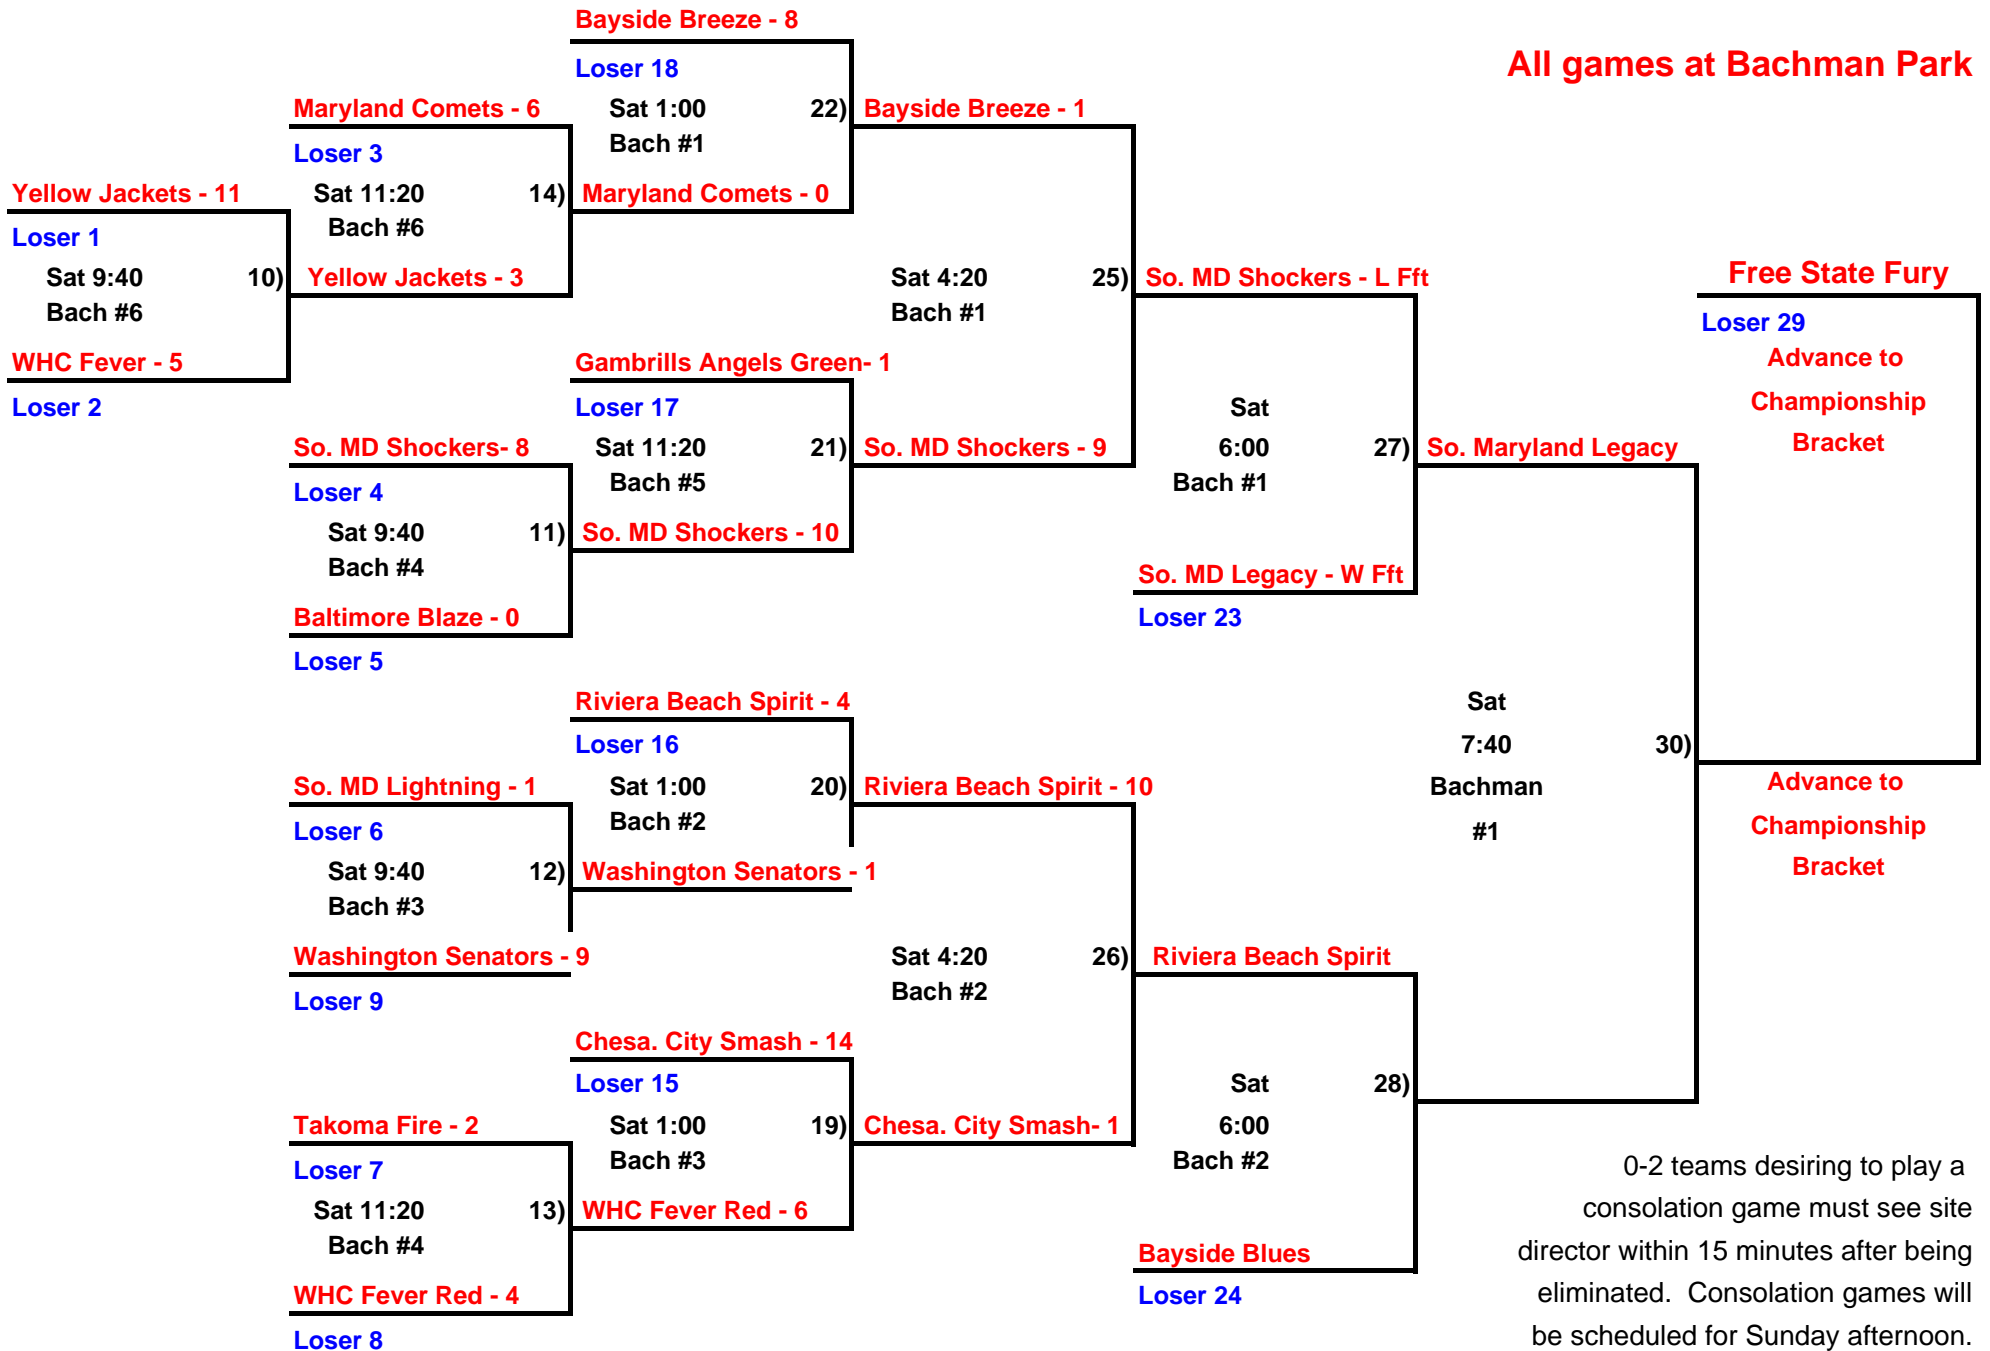 Bayside Breeze - 8
Loser 18
All games at Bachman Park
Maryland Comets - 6
Sat 1:00
22)
Bayside Breeze - 1
Bach #1
Loser 3
Yellow Jackets - 11
Sat 11:20
14)
Maryland Comets - 0
Bach #6
Loser 1
Sat 9:40
10)
Yellow Jackets - 3
Sat 4:20
25)
So. MD Shockers - L Fft
Free State Fury
Bach #6
Bach #1
Loser 29
WHC Fever - 5
Gambrills Angels Green- 1
Advance to
Loser 2
Loser 17
Sat
Championship
So. MD Shockers- 8
Sat 11:20
21)
So. MD Shockers - 9
6:00
27)
So. Maryland Legacy
Bracket
Loser 4
Bach #5
Bach #1
Sat 9:40
11)
So. MD Shockers - 10
Bach #4
So. MD Legacy - W Fft
Baltimore Blaze - 0
Loser 23
Loser 5
Riviera Beach Spirit - 4
Sat
Loser 16
7:40
30)
So. MD Lightning - 1
Sat 1:00
20)
Riviera Beach Spirit - 10
Bachman
Advance to
Loser 6
Bach #2
#1
Championship
Sat 9:40
12)
Washington Senators - 1
Bracket
Bach #3
Washington Senators - 9
Sat 4:20
26)
Riviera Beach Spirit
Loser 9
Bach #2
Chesa. City Smash - 14
Loser 15
Sat
28)
Takoma Fire - 2
Sat 1:00
19)
Chesa. City Smash- 1
6:00
Loser 7
Bach #3
Bach #2
0-2 teams desiring to play a
Sat 11:20
13)
WHC Fever Red - 6
consolation game must see site
Bach #4
Bayside Blues
director within 15 minutes after being
WHC Fever Red - 4
Loser 24
eliminated.  Consolation games will
Loser 8
be scheduled for Sunday afternoon.